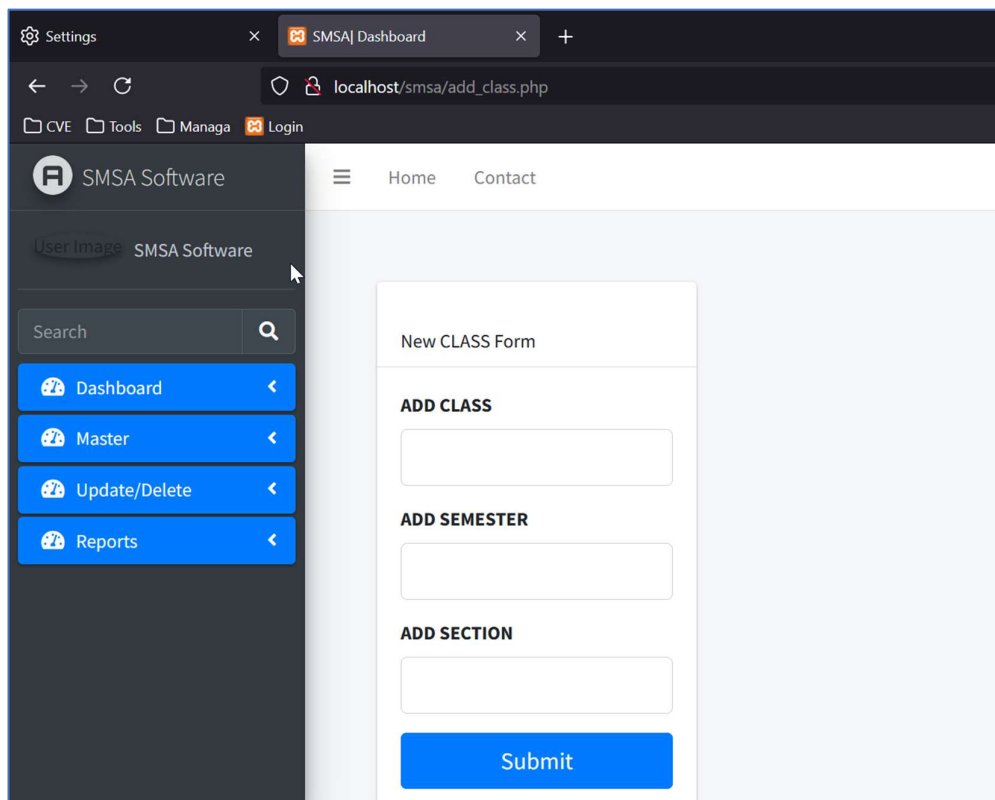 Settings
SMSA| Dashboard
localhost/smsa/add_class.php
CVE Tools Managa Login
SMSA Software
Home Contact
User Image SMSA Software
Search
New CLASS Form
Dashboard
ADD CLASS
Master
Update/Delete
ADD SEMESTER
Reports
ADD SECTION
Submit